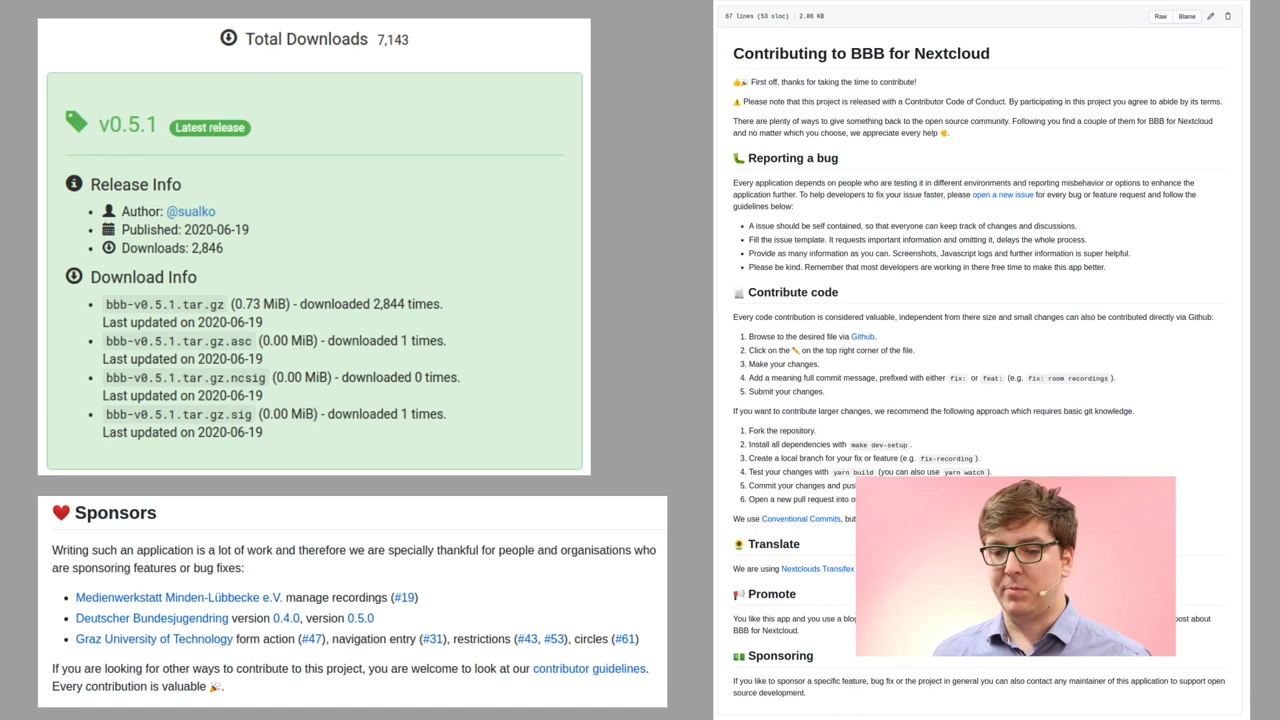 Total Downloads 7,143
v0.5.1 Latest release
Release Info
Author: @sualko
Published: 2020-06-19
Downloads: 2,846
Download Info
bbb-v0.5.1.tar.gz (0.73 MiB) - downloaded 2,844 times.
Last updated on 2020-06-19
bbb-v0.5.1.tar.gz.asc (0.00 MiB) - downloaded 1 times.
Last updated on 2020-06-19
bbb-v0.5.1.tar.gz.ncsig (0.00 MiB) - downloaded 0 times.
Last updated on 2020-06-19
bbb-v0.5.1.tar.gz.sig (0.00 MiB) - downloaded 1 times.
Last updated on 2020-06-19
Sponsors
Writing such an application is a lot of work and therefore we are specially thankful for people and organisations who
are sponsoring features or bug fixes:
Medienwerkstatt Minden-Lübbecke e.V. manage recordings (#19)
Deutscher Bundesjugendring version 0.4.0, version 0.5.0
Graz University of Technology form action (#47), navigation entry (#31), restrictions (#43, #53), circles (#61)
If you are looking for other ways to contribute to this project, you are welcome to look at our contributor guidelines.
Every contribution is valuable 🎉.
67 lines (53 sloc) 2.86 KB
Raw Blame
Contributing to BBB for Nextcloud
👍🎉 First off, thanks for taking the time to contribute!
⚠️ Please note that this project is released with a Contributor Code of Conduct. By participating in this project you agree to abide by its terms.
There are plenty of ways to give something back to the open source community. Following you find a couple of them for BBB for Nextcloud
and no matter which you choose, we appreciate every help ✊.
🐛 Reporting a bug
Every application depends on people who are testing it in different environments and reporting misbehavior or options to enhance the
application further. To help developers to fix your issue faster, please open a new issue for every bug or feature request and follow the
guidelines below:
A issue should be self contained, so that everyone can keep track of changes and discussions.
Fill the issue template. It requests important information and omitting it, delays the whole process.
Provide as many information as you can. Screenshots, Javascript logs and further information is super helpful.
Please be kind. Remember that most developers are working in there free time to make this app better.
Contribute code
Every code contribution is considered valuable, independent from there size and small changes can also be contributed directly via Github:
1. Browse to the desired file via Github.
2. Click on the ✏️ on the top right corner of the file.
3. Make your changes.
4. Add a meaning full commit message, prefixed with either fix: or feat: (e.g. fix: room recordings ).
5. Submit your changes.
If you want to contribute larger changes, we recommend the following approach which requires basic git knowledge.
1. Fork the repository.
2. Install all dependencies with make dev-setup .
3. Create a local branch for your fix or feature (e.g. fix-recording ).
4. Test your changes with yarn build (you can also use yarn watch ).
5. Commit your changes and
6. Open a new pull request into
We use Conventional Commits, but
🌻 Translate
We are using Nextclouds Transifex
📢 Promote
You like this app and you use a post about
BBB for Nextcloud.
💵 Sponsoring
If you like to sponsor a specific feature, bug fix or the project in general you can also contact any maintainer of this application to support open
source development.